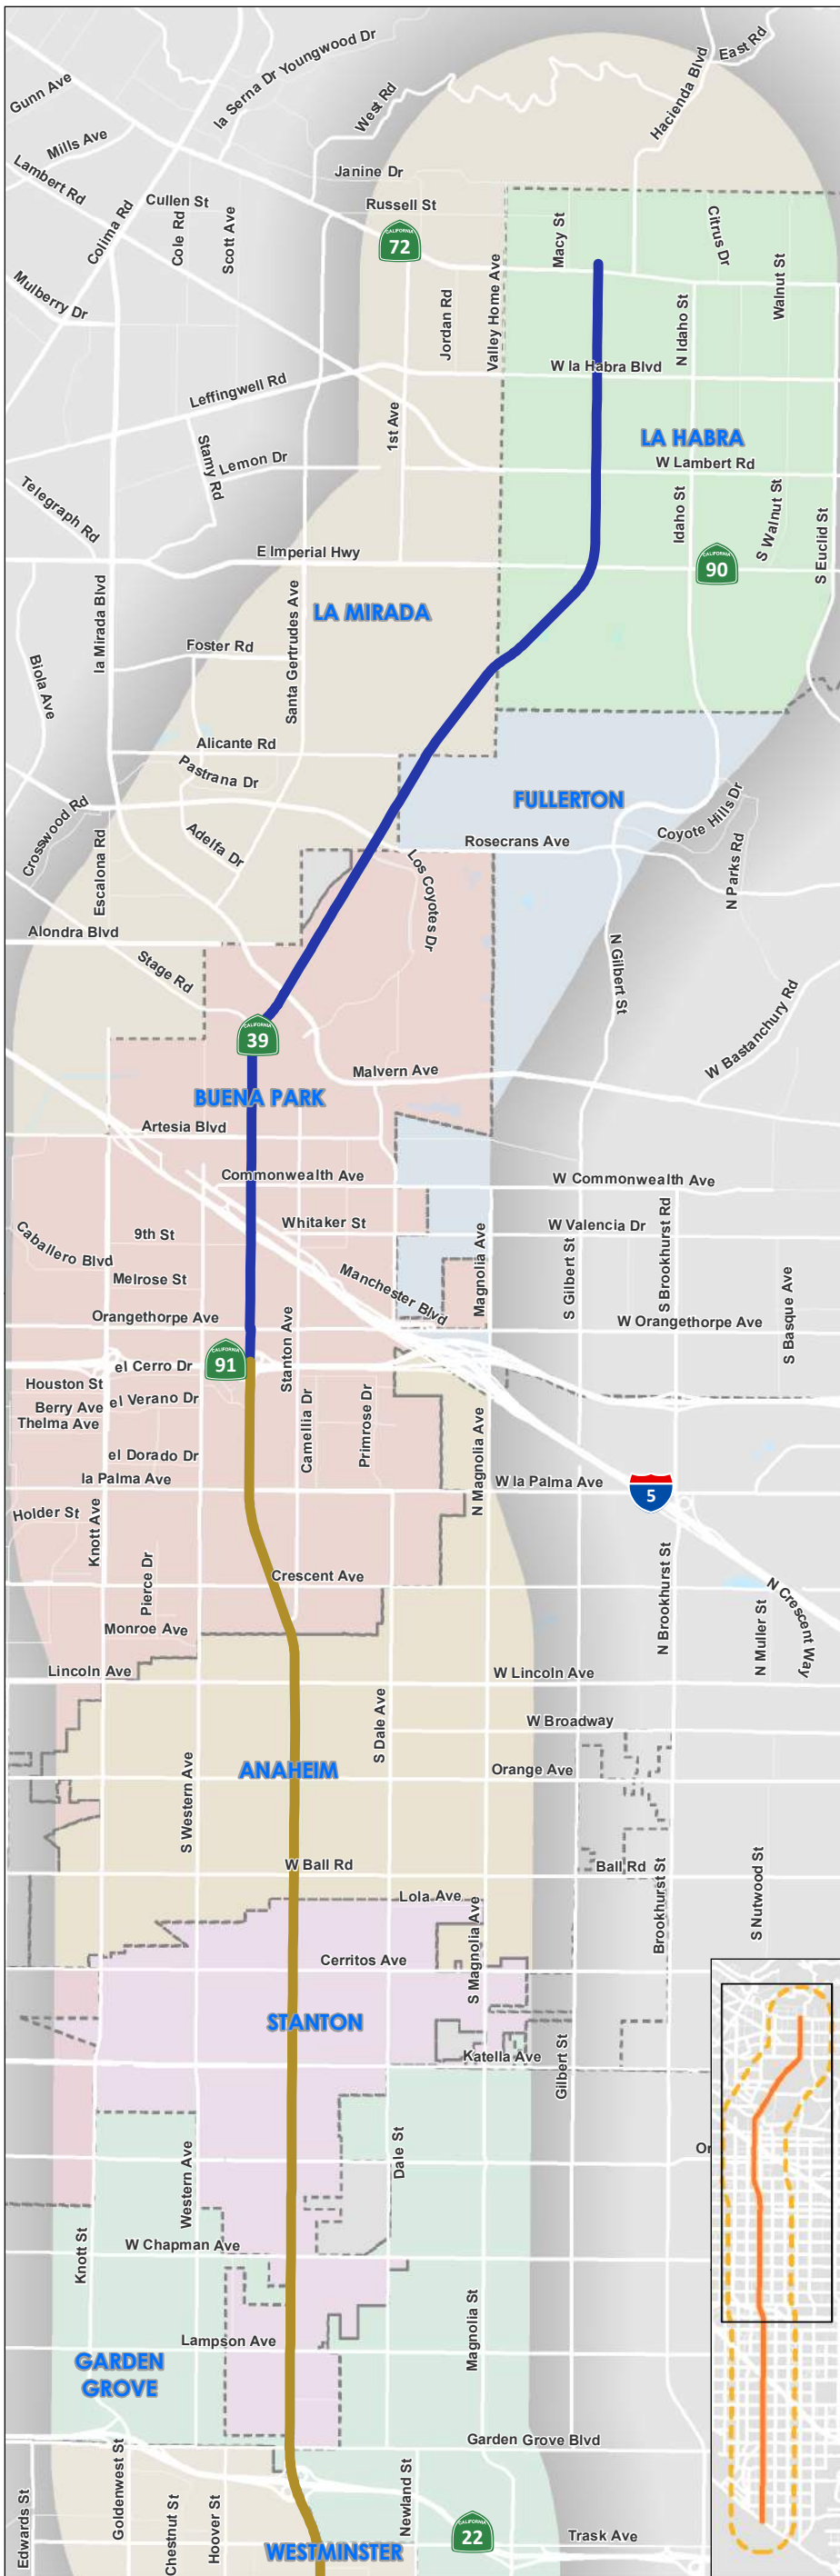 East Rd
la Serna Dr
Youngwood Dr
Hacienda Blvd
Gunn Ave
West Rd
Mills Ave
Lambert Rd
Janine Dr
Cullen St
Russell St
Colima Rd
Cole Rd
Scott Ave
CALIFORNIA
72
Macy St
Citrus Dr
Walnut St
Valley Home Ave
Mulberry Dr
Jordan Rd
N Idaho St
W la Habra Blvd
Leffingwell Rd
1st Ave
LA HABRA
Stamy Rd
Lemon Dr
W Lambert Rd
Telegraph Rd
Idaho St
S Walnut St
S Euclid St
E Imperial Hwy
CALIFORNIA
90
la Mirada Blvd
Santa Gertrudes Ave
LA MIRADA
Foster Rd
Biola Ave
Alicante Rd
Pastrana Dr
FULLERTON
Crosswood Rd
Adelfa Dr
Coyote Hills Dr
Rosecrans Ave
Escalona Rd
Los Coyotes Dr
N Parks Rd
Alondra Blvd
Stage Rd
N Gilbert St
CALIFORNIA
39
W Bastanchury Rd
Malvern Ave
BUENA PARK
Artesia Blvd
Commonwealth Ave
W Commonwealth Ave
9th St
Whitaker St
W Valencia Dr
Caballero Blvd
Magnolia Ave
S Gilbert St
S Brookhurst Rd
Melrose St
Manchester Blvd
S Basque Ave
Orangethorpe Ave
W Orangethorpe Ave
Stanton Ave
CALIFORNIA
91
el Cerro Dr
Houston St
el Verano Dr
Berry Ave
Thelma Ave
Camellia Dr
Primrose Dr
N Magnolia Ave
el Dorado Dr
la Palma Ave
W la Palma Ave
5
Holder St
Knott Ave
Pierce Dr
Crescent Ave
N Brookhurst St
N Crescent Way
N Muller St
Monroe Ave
Lincoln Ave
W Lincoln Ave
S Dale Ave
W Broadway
ANAHEIM
Orange Ave
S Western Ave
W Ball Rd
Ball Rd
Brookhurst St
S Nutwood St
Lola Ave
S Magnolia Ave
Cerritos Ave
STANTON
Katella Ave
Gilbert St
Dale St
Or
Western Ave
Knott St
W Chapman Ave
Magnolia St
Lampson Ave
GARDEN
GROVE
Garden Grove Blvd
Goldenwest St
Newland St
Edwards St
Chestnut St
Hoover St
CALIFORNIA
22
Trask Ave
WESTMINSTER